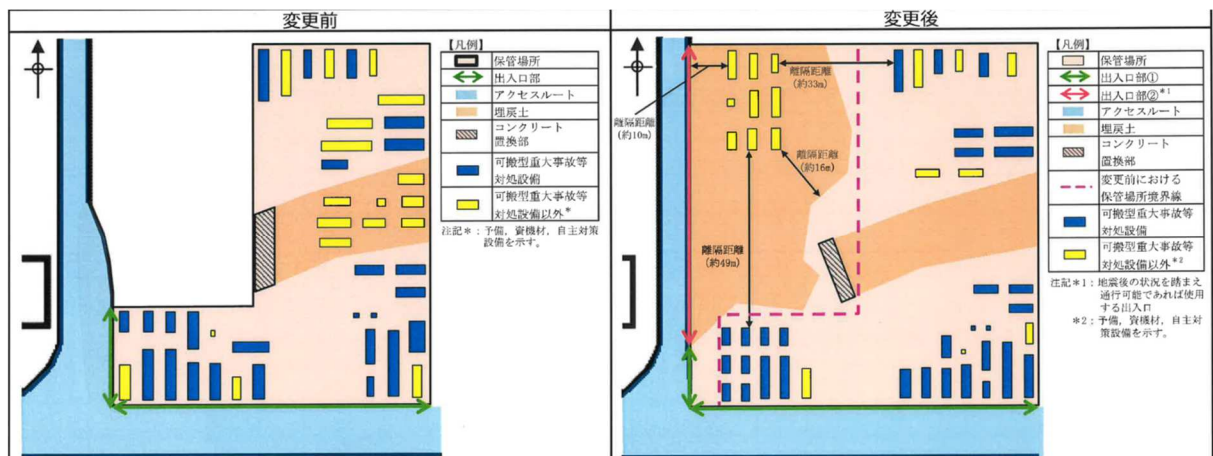 変更前
【凡例】
保管場所
出入口部
アクセスルート
埋戻土
コンクリート
置換部
可搬型重大事故等
対処設備
可搬型重大事故等
対処設備以外*
注記*:予備,資機材,自主対策
設備を示す。
変更後
離隔距離
(約33m)
離隔距離
(約10m)
離隔距離
(約16m)
離隔距離
(約49m)
【凡例】
保管場所
出入口部①
出入口部②*1
アクセスルート
埋戻土
コンクリート
置換部
変更前における
保管場所境界線
可搬型重大事故等
対処設備
可搬型重大事故等
対処設備以外*2
注記*1:地震後の状況を踏まえ
通行可能であれば使用
する出入口
*2:予備,資機材,自主対
策設備を示す。